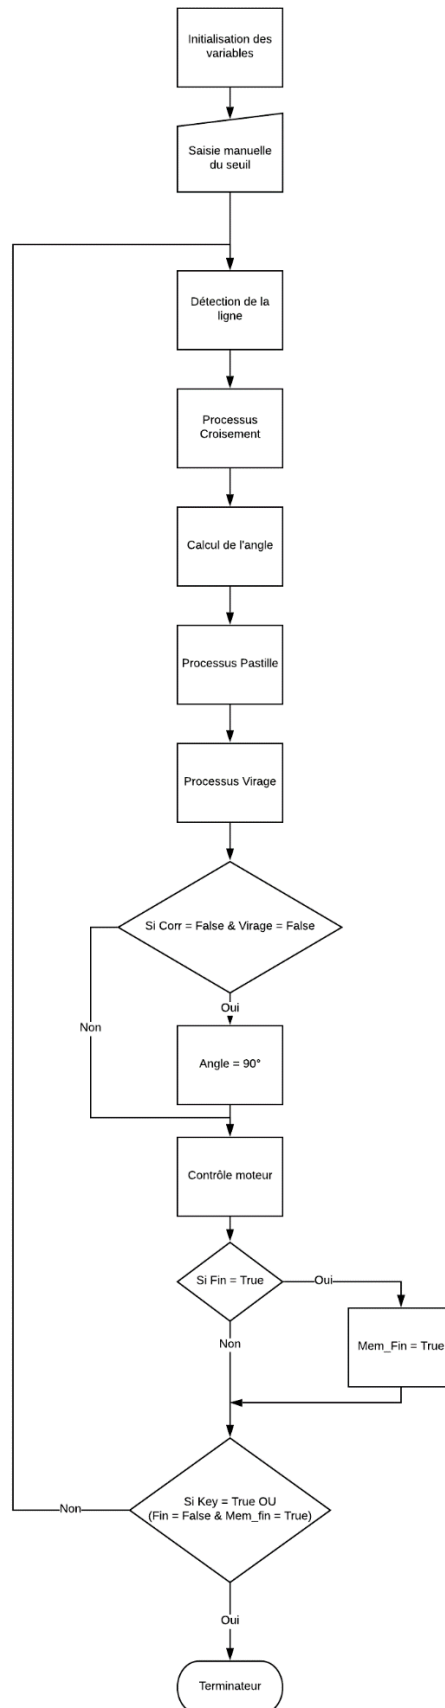 Initialisation des
variables
Saisie manuelle
du seuil
Détection de la
ligne
Processus
Croisement
Calcul de l'angle
Processus Pastille
Processus Virage
Si Corr = False & Virage = False
Oui
Non
Angle = 90°
Contrôle moteur
Si Fin = True
Oui
Non
Mem_Fin = True
Si Key = True OU
(Fin = False & Mem_fin = True)
Non
Oui
Terminateur